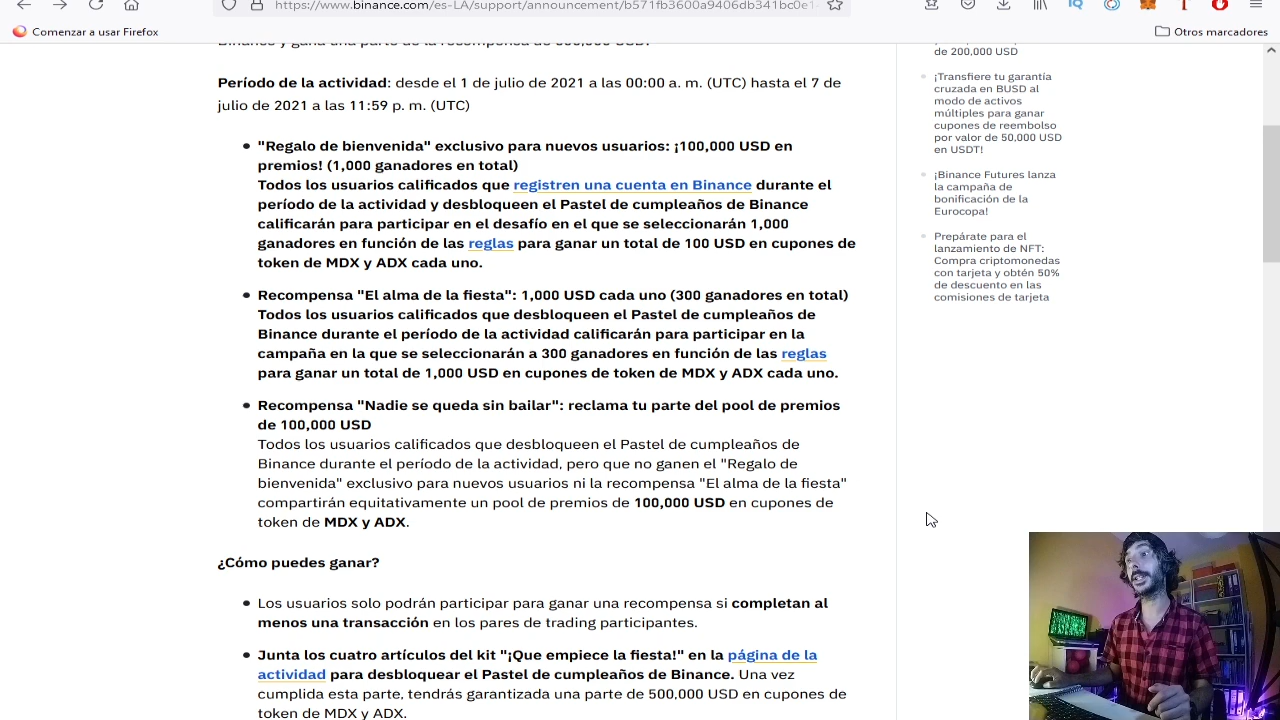 https://www.binance.com/es-LA/support/announcement/b571fb3600a9406db341bc0e1
Comenzar a usar Firefox
Otros marcadores
Binance y gana una parte de la recompensa de
Período de la actividad: desde el 1 de julio de 2021 a las 00:00 a. m. (UTC) hasta el 7 de
julio de 2021 a las 11:59 p. m. (UTC)
"Regalo de bienvenida" exclusivo para nuevos usuarios: ¡100,000 USD en
premios! (1,000 ganadores en total)
Todos los usuarios calificados que registren una cuenta en Binance durante el
período de la actividad y desbloqueen el Pastel de cumpleaños de Binance
calificarán para participar en el desafío en el que se seleccionarán 1,000
ganadores en función de las reglas para ganar un total de 100 USD en cupones de
token de MDX y ADX cada uno.
Recompensa "El alma de la fiesta": 1,000 USD cada uno (300 ganadores en total)
Todos los usuarios calificados que desbloqueen el Pastel de cumpleaños de
Binance durante el período de la actividad calificarán para participar en la
campaña en la que se seleccionarán a 300 ganadores en función de las reglas
para ganar un total de 1,000 USD en cupones de token de MDX y ADX cada uno.
Recompensa "Nadie se queda sin bailar": reclama tu parte del pool de premios
de 100,000 USD
Todos los usuarios calificados que desbloqueen el Pastel de cumpleaños de
Binance durante el período de la actividad, pero que no ganen el "Regalo de
bienvenida" exclusivo para nuevos usuarios ni la recompensa "El alma de la fiesta"
compartirán equitativamente un pool de premios de 100,000 USD en cupones de
token de MDX y ADX.
¿Cómo puedes ganar?
Los usuarios solo podrán participar para ganar una recompensa si completan al
menos una transacción en los pares de trading participantes.
Junta los cuatro artículos del kit "¡Que empiece la fiesta!" en la página de la
actividad para desbloquear el Pastel de cumpleaños de Binance. Una vez
cumplida esta parte, tendrás garantizada una parte de 500,000 USD en cupones de
token de MDX y ADX.
de 200,000 USD
¡Transfiere tu garantía
cruzada en BUSD al
modo de activos
múltiples para ganar
cupones de reembolso
por valor de 50,000 USD
en USDT!
¡Binance Futures lanza
la campaña de
bonificación de la
Eurocopa!
Prepárate para el
lanzamiento de NFT:
Compra criptomonedas
con tarjeta y obtén 50%
de descuento en las
comisiones de tarjeta